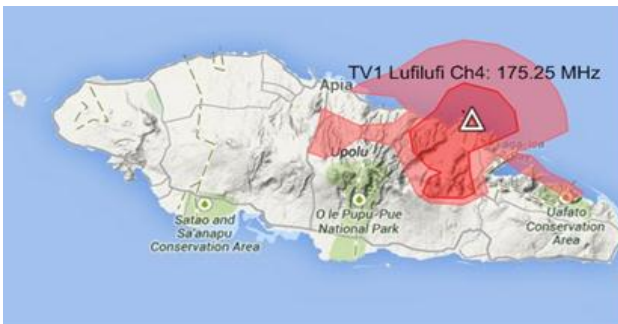 TV1 Lufilufi Ch4: 175.25 MHz
Apia
Upolu
O le Pupu-Pue
National Park
Satao and
Sa'anapu
Conservation Area
Uafato
Conservation
Area